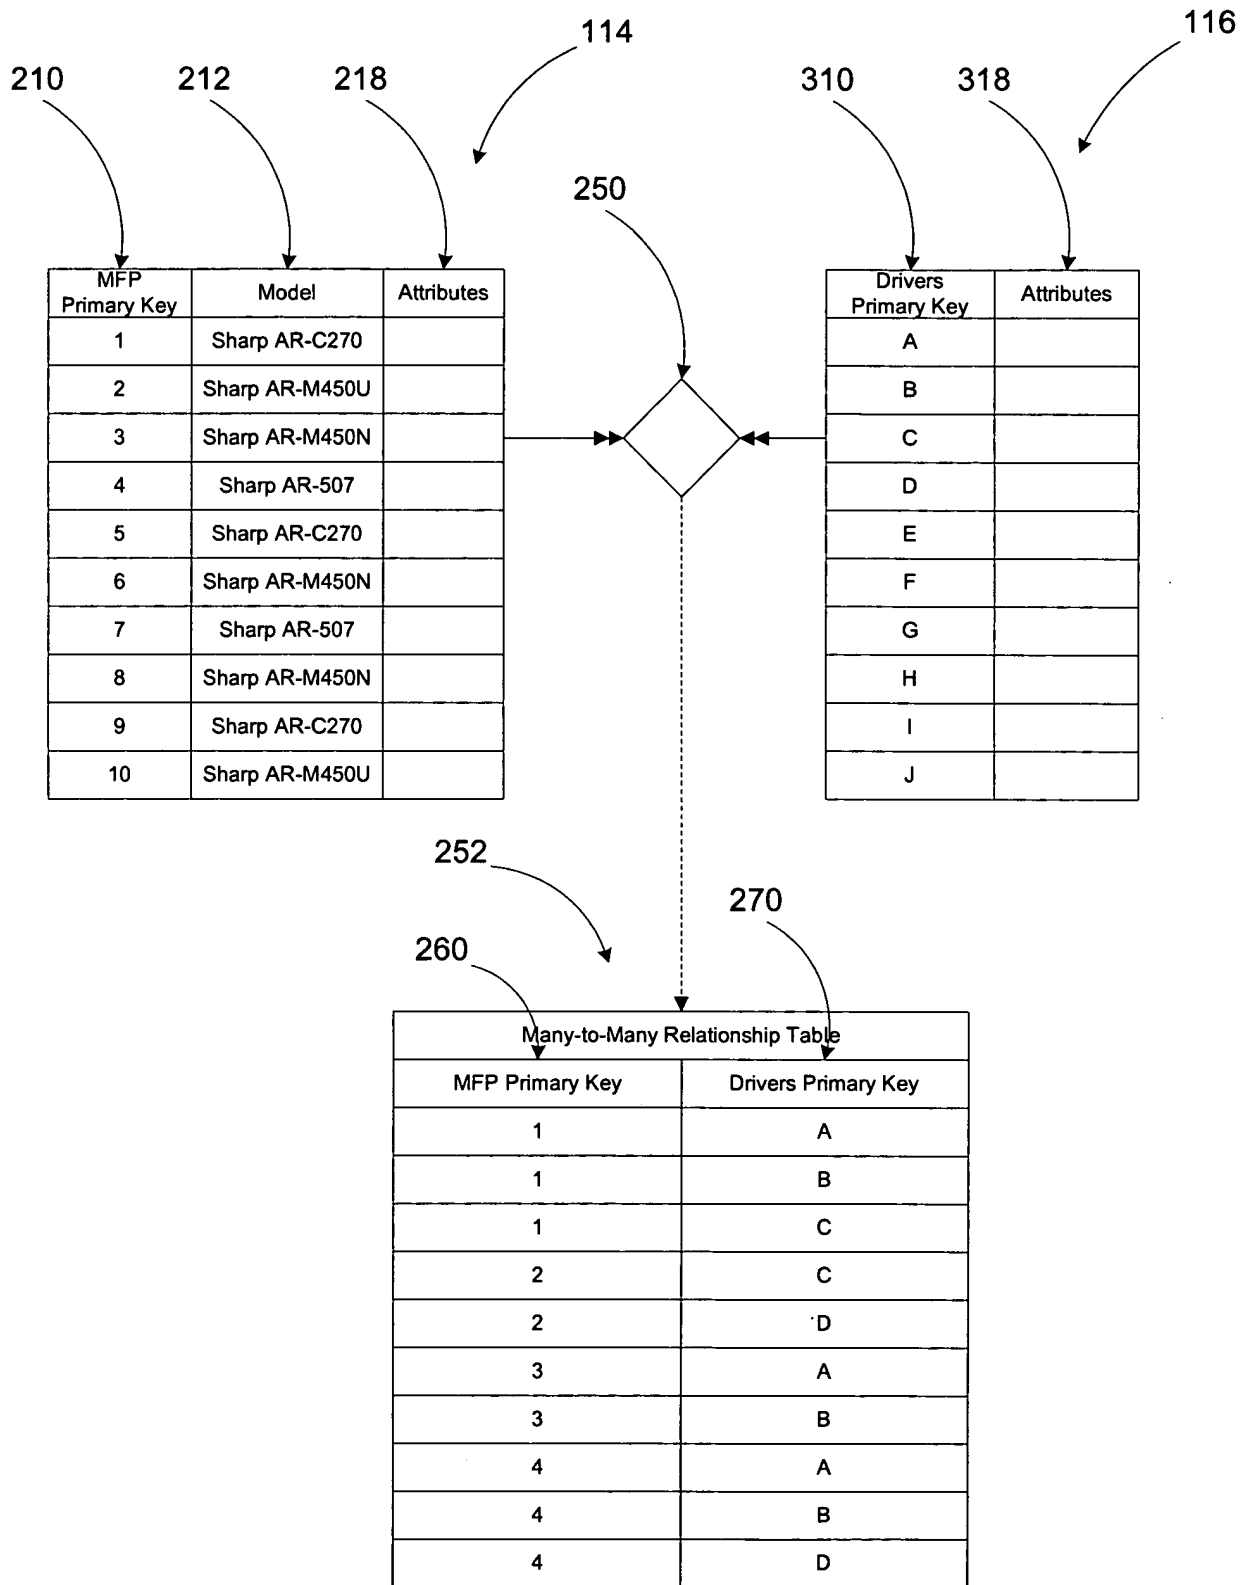 114
116
210
212
218
310
318
250
MFP
Primary Key
Model
Attributes
1
Sharp AR-C270
2
Sharp AR-M450U
3
Sharp AR-M450N
4
Sharp AR-507
5
Sharp AR-C270
6
Sharp AR-M450N
7
Sharp AR-507
8
Sharp AR-M450N
9
Sharp AR-C270
10
Sharp AR-M450U
Drivers
Primary Key
Attributes
A
B
C
D
E
F
G
H
I
J
252
270
260
Many-to-Many Relationship Table
MFP Primary Key
Drivers Primary Key
1
A
1
B
1
C
2
C
2
D
3
A
3
B
4
A
4
B
4
D